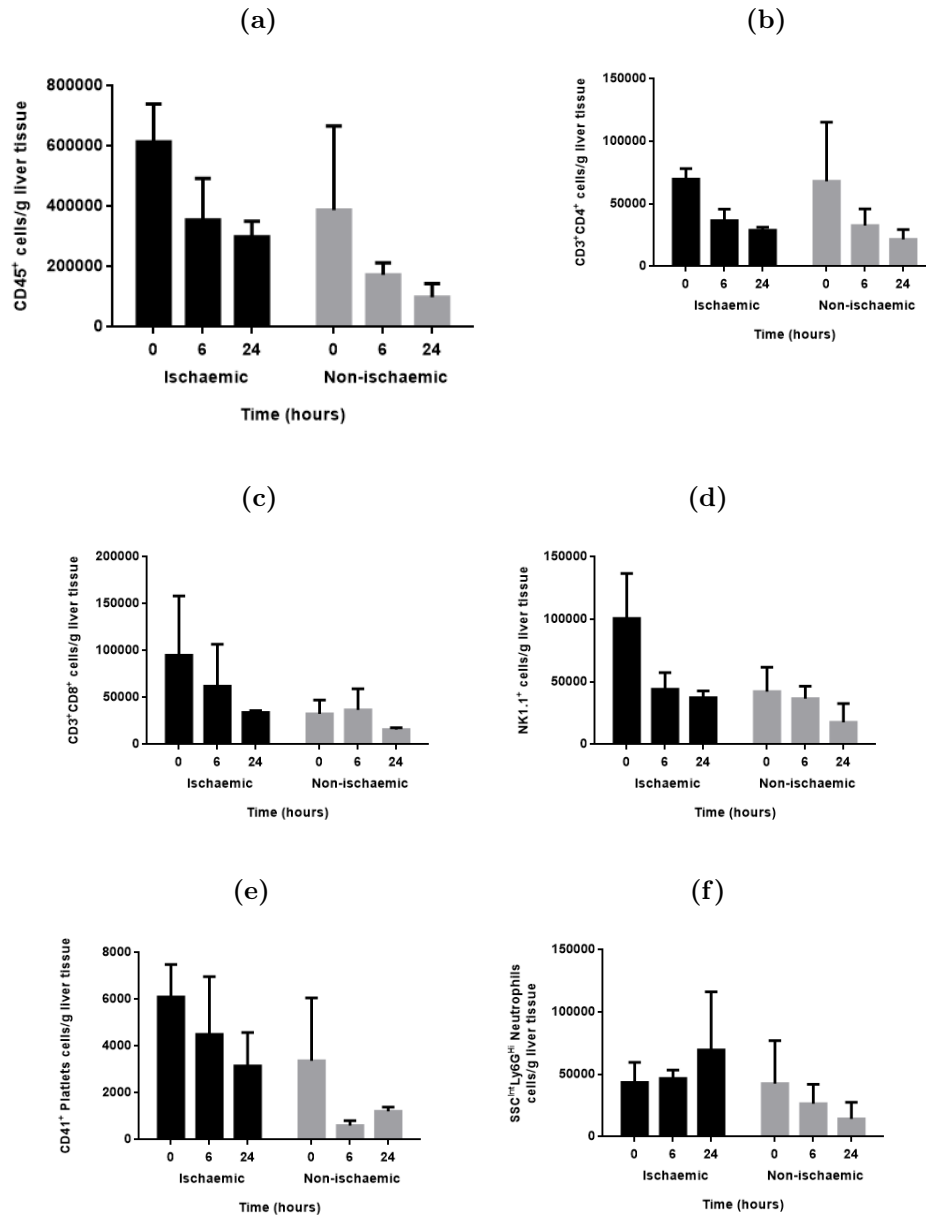 (a)
CD45⁺ cells/g liver tissue
800000
600000
400000
200000
0
0 6 24 0 6 24
Ischaemic Non-ischaemic
Time (hours)
(b)
CD3⁺CD4⁺ cells/g liver tissue
150000
100000
50000
0
0 6 24 0 6 24
Ischaemic Non-ischaemic
Time (hours)
(c)
CD3⁺CD8⁺ cells/g liver tissue
200000
150000
100000
50000
0
0 6 24 0 6 24
Ischaemic Non-ischaemic
Time (hours)
(d)
NK1.1⁺ cells/g liver tissue
150000
100000
50000
0
0 6 24 0 6 24
Ischaemic Non-ischaemic
Time (hours)
(e)
CD41⁺ Platlets cells/g liver tissue
8000
6000
4000
2000
0
0 6 24 0 6 24
Ischaemic Non-ischaemic
Time (hours)
(f)
SSCᴵⁿᵗLy6Gᴴⁱ Neutrophils
cells/g liver tissue
150000
100000
50000
0
0 6 24 0 6 24
Ischaemic Non-ischaemic
Time (hours)